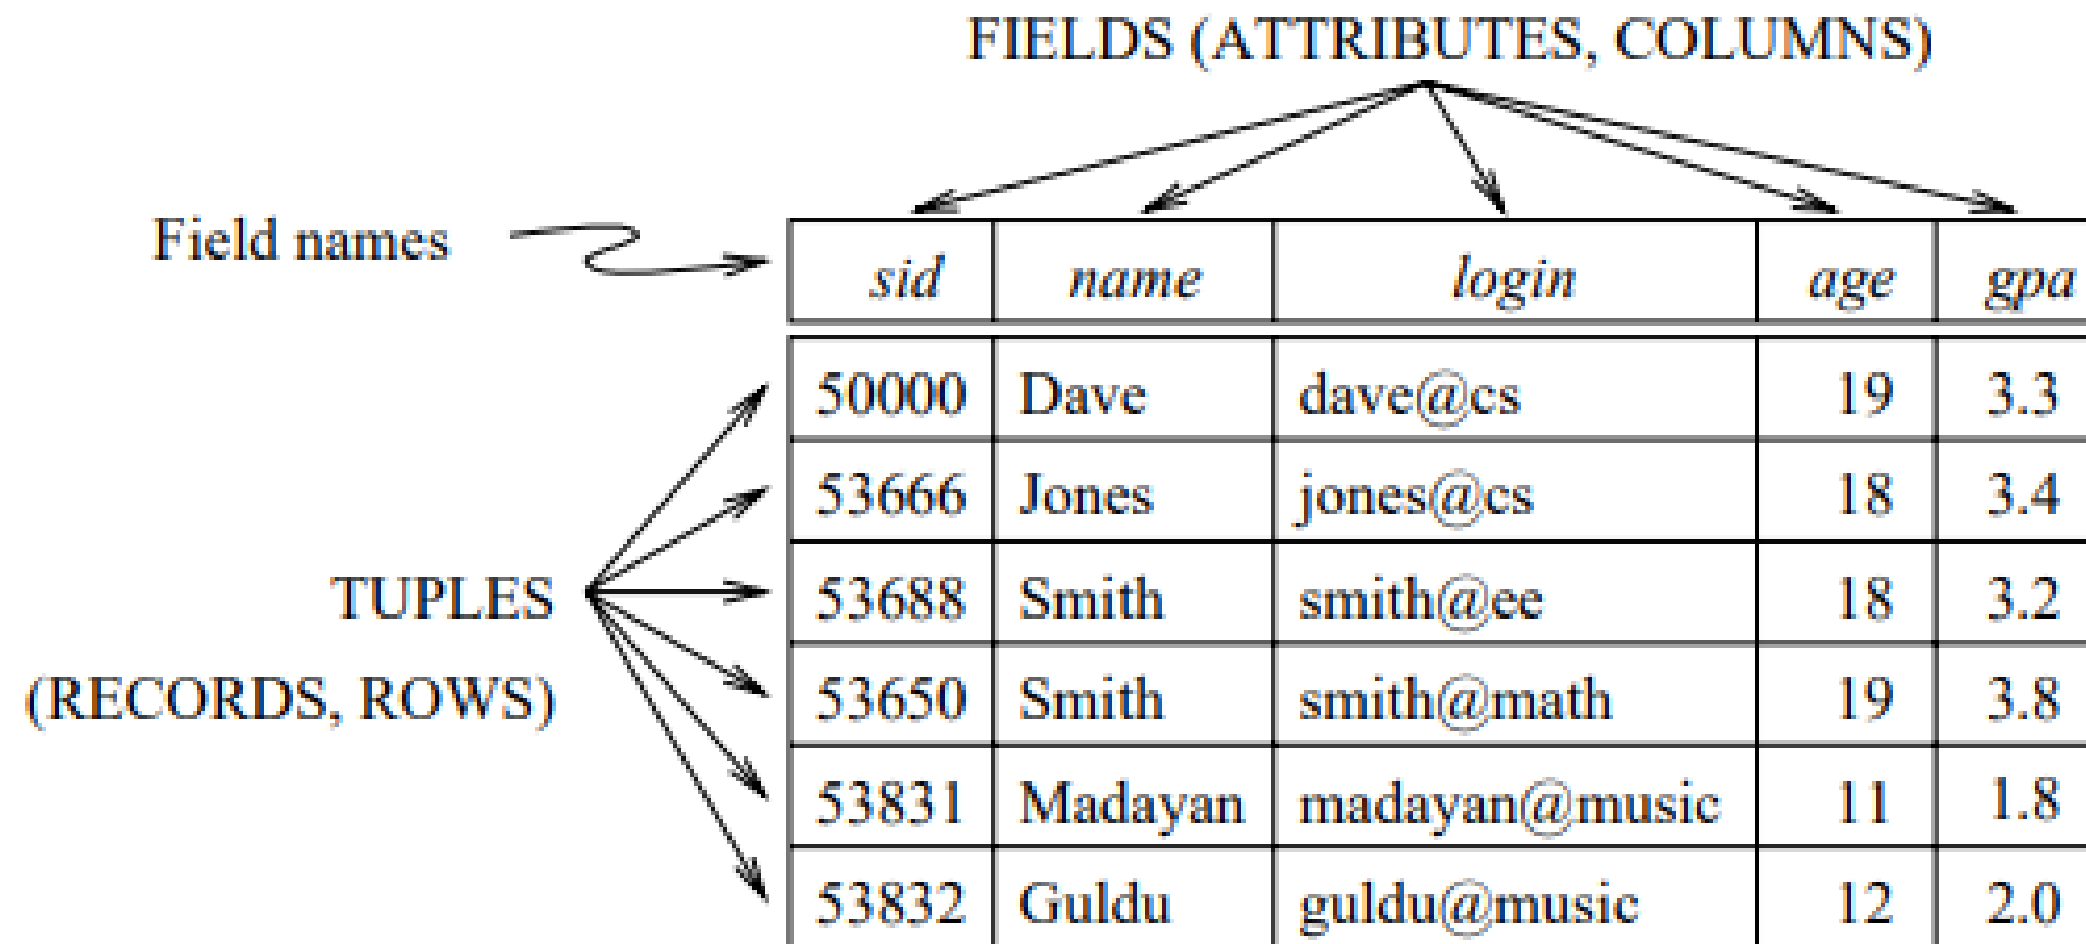 FIELDS (ATTRIBUTES, COLUMNS)
Field names
sid name login age gpa
50000 Dave dave@cs 19 3.3
53666 Jones jones@cs 18 3.4
TUPLES
53688 Smith smith@ee 18 3.2
(RECORDS, ROWS)
53650 Smith smith@math 19 3.8
53831 Madayan madayan@music 11 1.8
53832 Guldu guldu@music 12 2.0